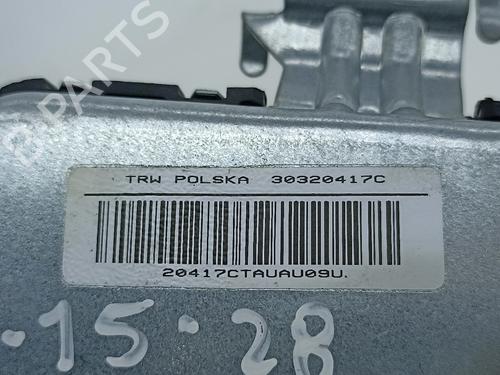 B-PARTS
TRW POLSKA 30320417C
20417CTAUAU09U.
·15·28